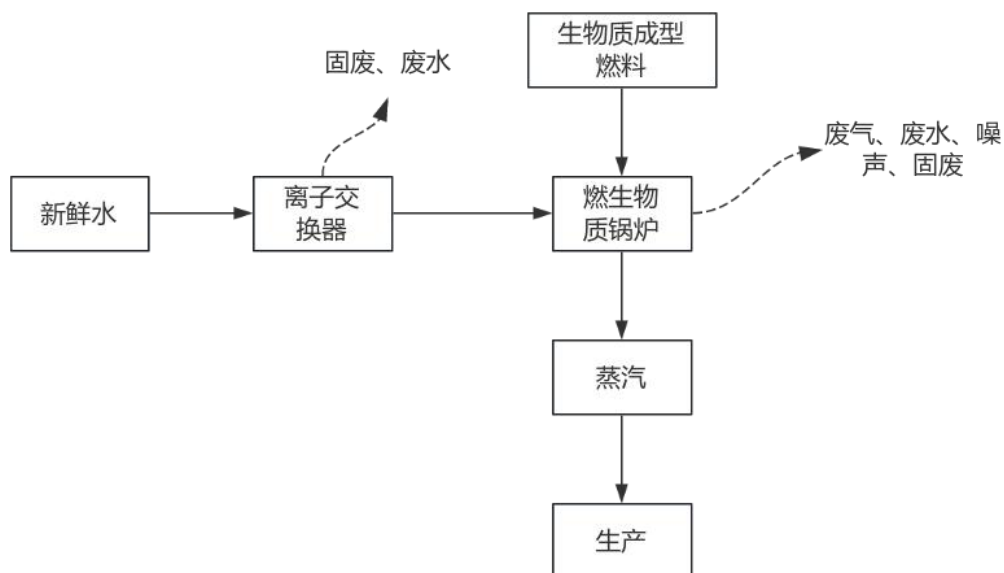 生物质成型
燃料
固废、废水
废气、废水、噪
声、固废
新鲜水
离子交
换器
燃生物
质锅炉
蒸汽
生产